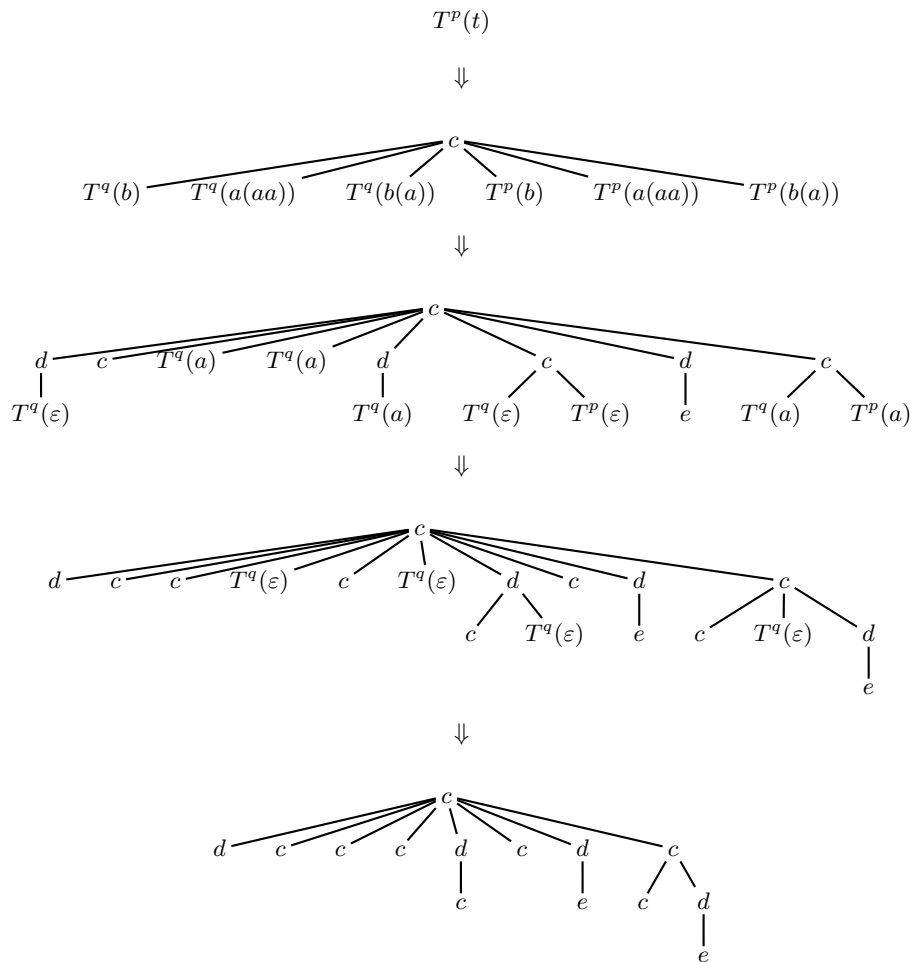 T^p(t)
⇓
c
T^q(b) T^q(a(aa)) T^q(b(a)) T^p(b) T^p(a(aa)) T^p(b(a))
⇓
c
d c T^q(a) T^q(a) d c d c
T^q(ε) T^q(a) T^q(ε) T^p(ε) e T^q(a) T^p(a)
⇓
c
d c c T^q(ε) c T^q(ε) d c d c
c T^q(ε) e c T^q(ε) d
e
⇓
c
d c c c d c d c
c e c d
e